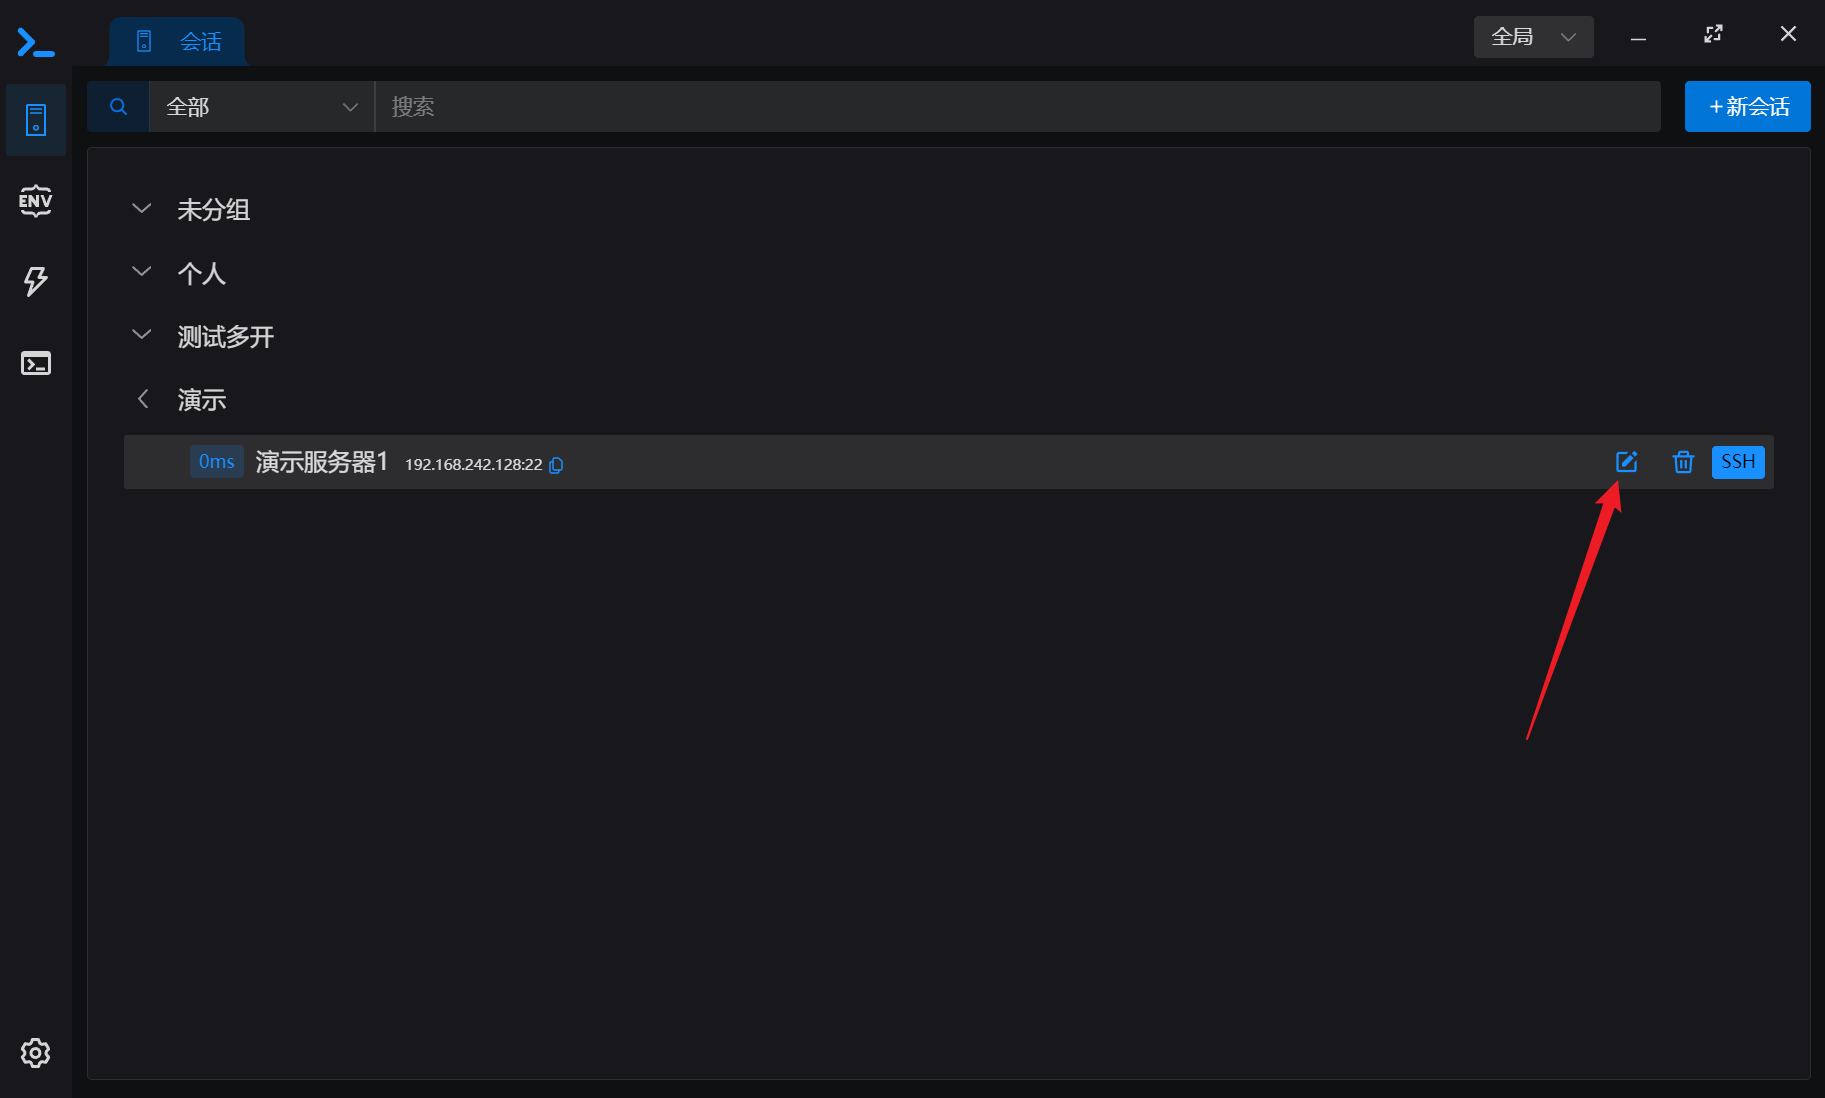 会话
全局
全部
搜索
+新会话
ENV
未分组
个人
测试多开
演示
0ms 演示服务器1 192.168.242.128:22 SSH